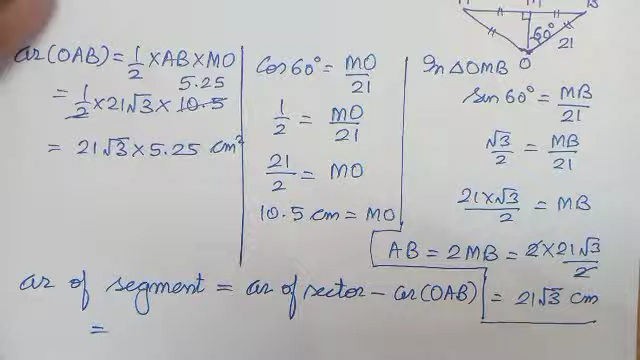 M B
60° 21
O
ar(OAB) = 1/2 × AB × MO
5.25
= 1/2 × 21√3 × 10.5
= 21√3 × 5.25 cm²
Cos 60° = MO/21
1/2 = MO/21
21/2 = MO
10.5 cm = MO
In ΔOMB
sin 60° = MB/21
√3/2 = MB/21
21×√3/2 = MB
AB = 2MB = 2×21√3/2
= 21√3 cm
ar of segment = ar of sector - ar(OAB)
=